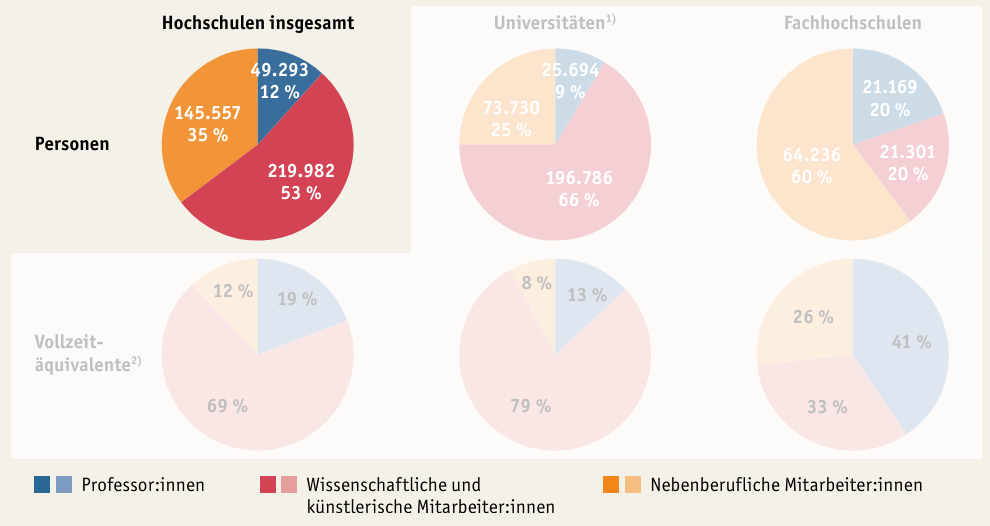 Hochschulen insgesamt
Universitäten1)
Fachhochschulen
Personen
49.293
12 %
145.557
35 %
219.982
53 %
25.694
9 %
73.730
25 %
196.786
66 %
21.169
20 %
64.236
60 %
21.301
20 %
Vollzeit-
äquivalente2)
12 %
19 %
69 %
8 %
13 %
79 %
26 %
41 %
33 %
Professor:innen
Wissenschaftliche und
künstlerische Mitarbeiter:innen
Nebenberufliche Mitarbeiter:innen